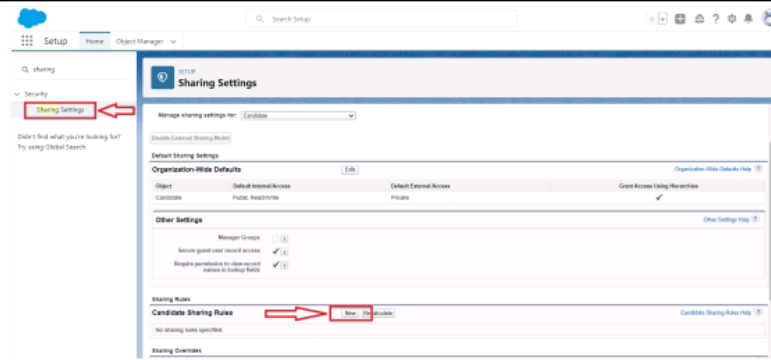 Search Setup
Setup Home Object Manager
sharing
SETUP
Sharing Settings
Security
Sharing Settings
Didn't find what you're looking for?
Try using Global Search.
Manage sharing settings for: Candidate
Disable External Sharing Model
Default Sharing Settings
Organization-Wide Defaults Edit Organization-Wide Defaults Help ?
Object Default Internal Access Default External Access Grant Access Using Hierarchies
Candidate Public Read/Write Private
Other Settings Other Settings Help ?
Manager Groups i
Secure guest user record access i
Require permission to view record i
names in lookup fields
Sharing Rules
Candidate Sharing Rules New Recalculate Candidate Sharing Rules Help ?
No sharing rules specified.
Sharing Overrides